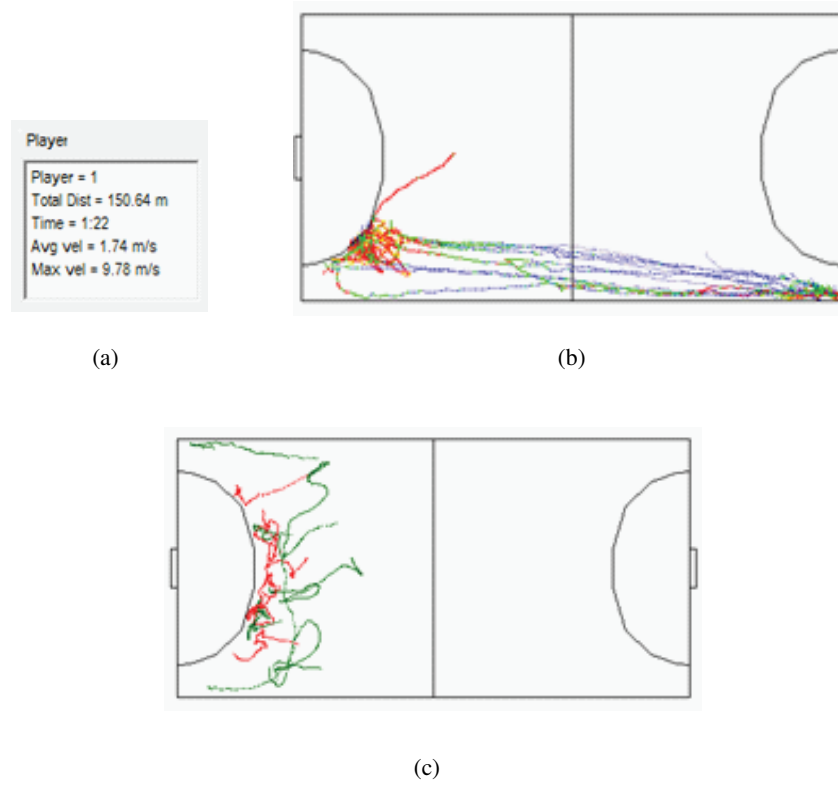 Player
Player = 1
Total Dist = 150.64 m
Time = 1:22
Avg vel = 1.74 m/s
Max vel = 9.78 m/s
(a)
(b)
(c)